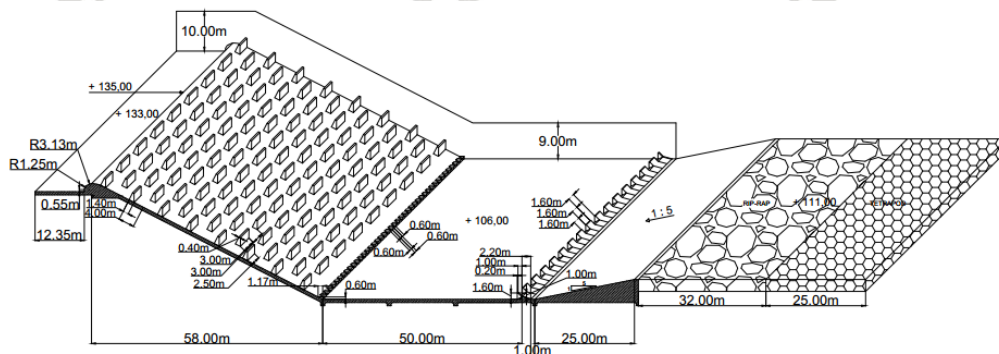 10.00m
+ 135,00
+ 133,00
R3.13m
R1.25m
9.00m
0.55m
1.40m
4.00m
12.35m
0.40m
3.00m
3.00m
2.50m
1.17m
0.60m
0.60m
0.60m
+ 106,00
1.60m
1.60m
1.60m
2.20m
1.00m
0.20m
1.60m
1 : 5
1.00m
5
RIP-RAP
+ 111,00
TETRAPOD
58.00m
50.00m
1.00m
25.00m
32.00m
25.00m